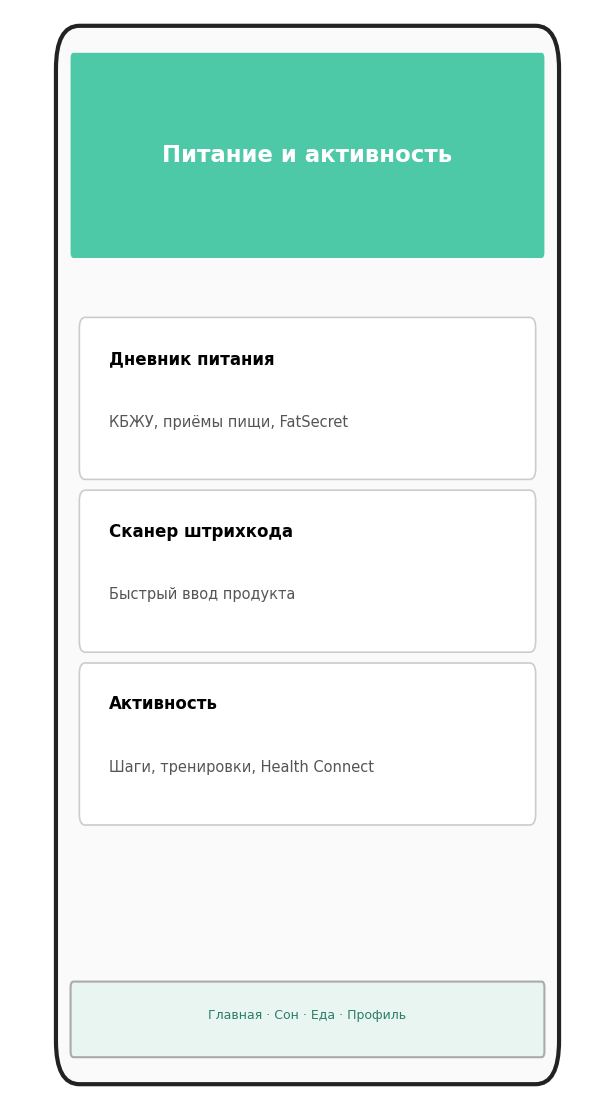 Питание и активность
Дневник питания
КБЖУ, приёмы пищи, FatSecret
Сканер штрихкода
Быстрый ввод продукта
Активность
Шаги, тренировки, Health Connect
Главная · Сон · Еда · Профиль